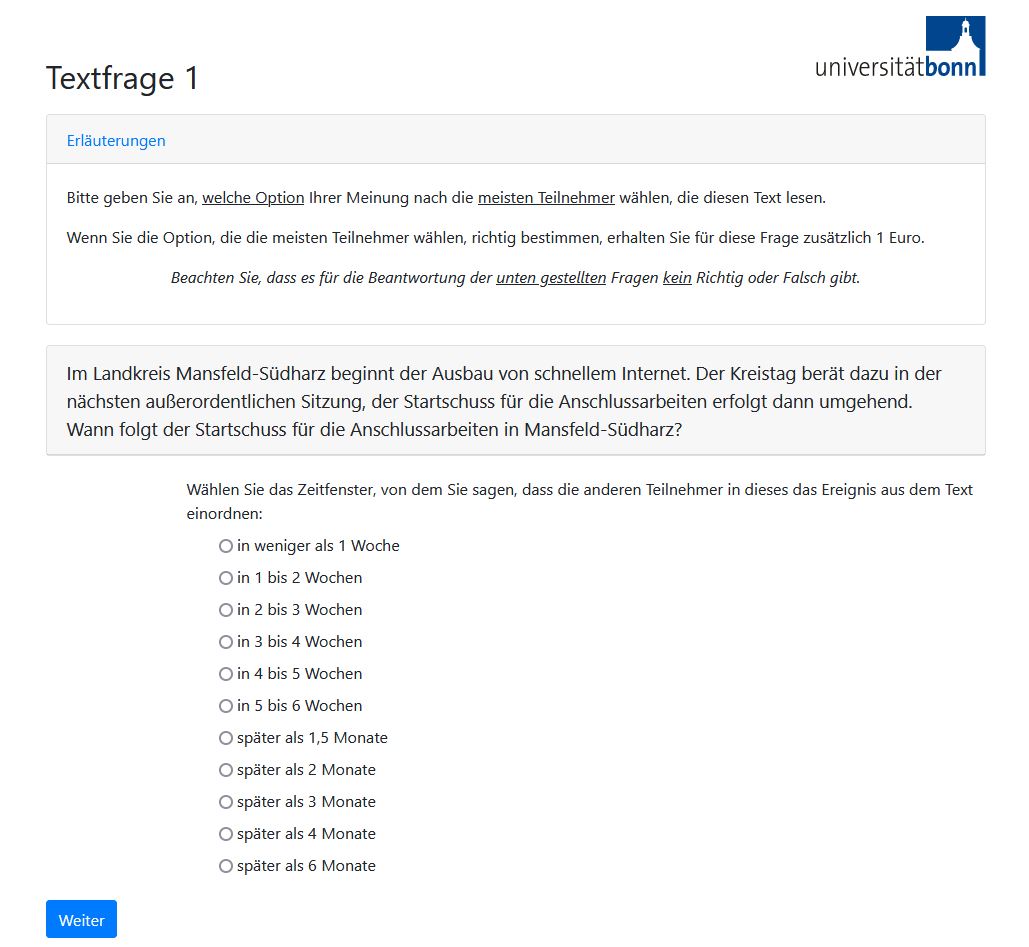 universitätbonn
Textfrage 1
Erläuterungen
Bitte geben Sie an, welche Option Ihrer Meinung nach die meisten Teilnehmer wählen, die diesen Text lesen.
Wenn Sie die Option, die die meisten Teilnehmer wählen, richtig bestimmen, erhalten Sie für diese Frage zusätzlich 1 Euro.
Beachten Sie, dass es für die Beantwortung der unten gestellten Fragen kein Richtig oder Falsch gibt.
Im Landkreis Mansfeld-Südharz beginnt der Ausbau von schnellem Internet. Der Kreistag berät dazu in der
nächsten außerordentlichen Sitzung, der Startschuss für die Anschlussarbeiten erfolgt dann umgehend.
Wann folgt der Startschuss für die Anschlussarbeiten in Mansfeld-Südharz?
Wählen Sie das Zeitfenster, von dem Sie sagen, dass die anderen Teilnehmer in dieses das Ereignis aus dem Text
einordnen:
in weniger als 1 Woche
in 1 bis 2 Wochen
in 2 bis 3 Wochen
in 3 bis 4 Wochen
in 4 bis 5 Wochen
in 5 bis 6 Wochen
später als 1,5 Monate
später als 2 Monate
später als 3 Monate
später als 4 Monate
später als 6 Monate
Weiter